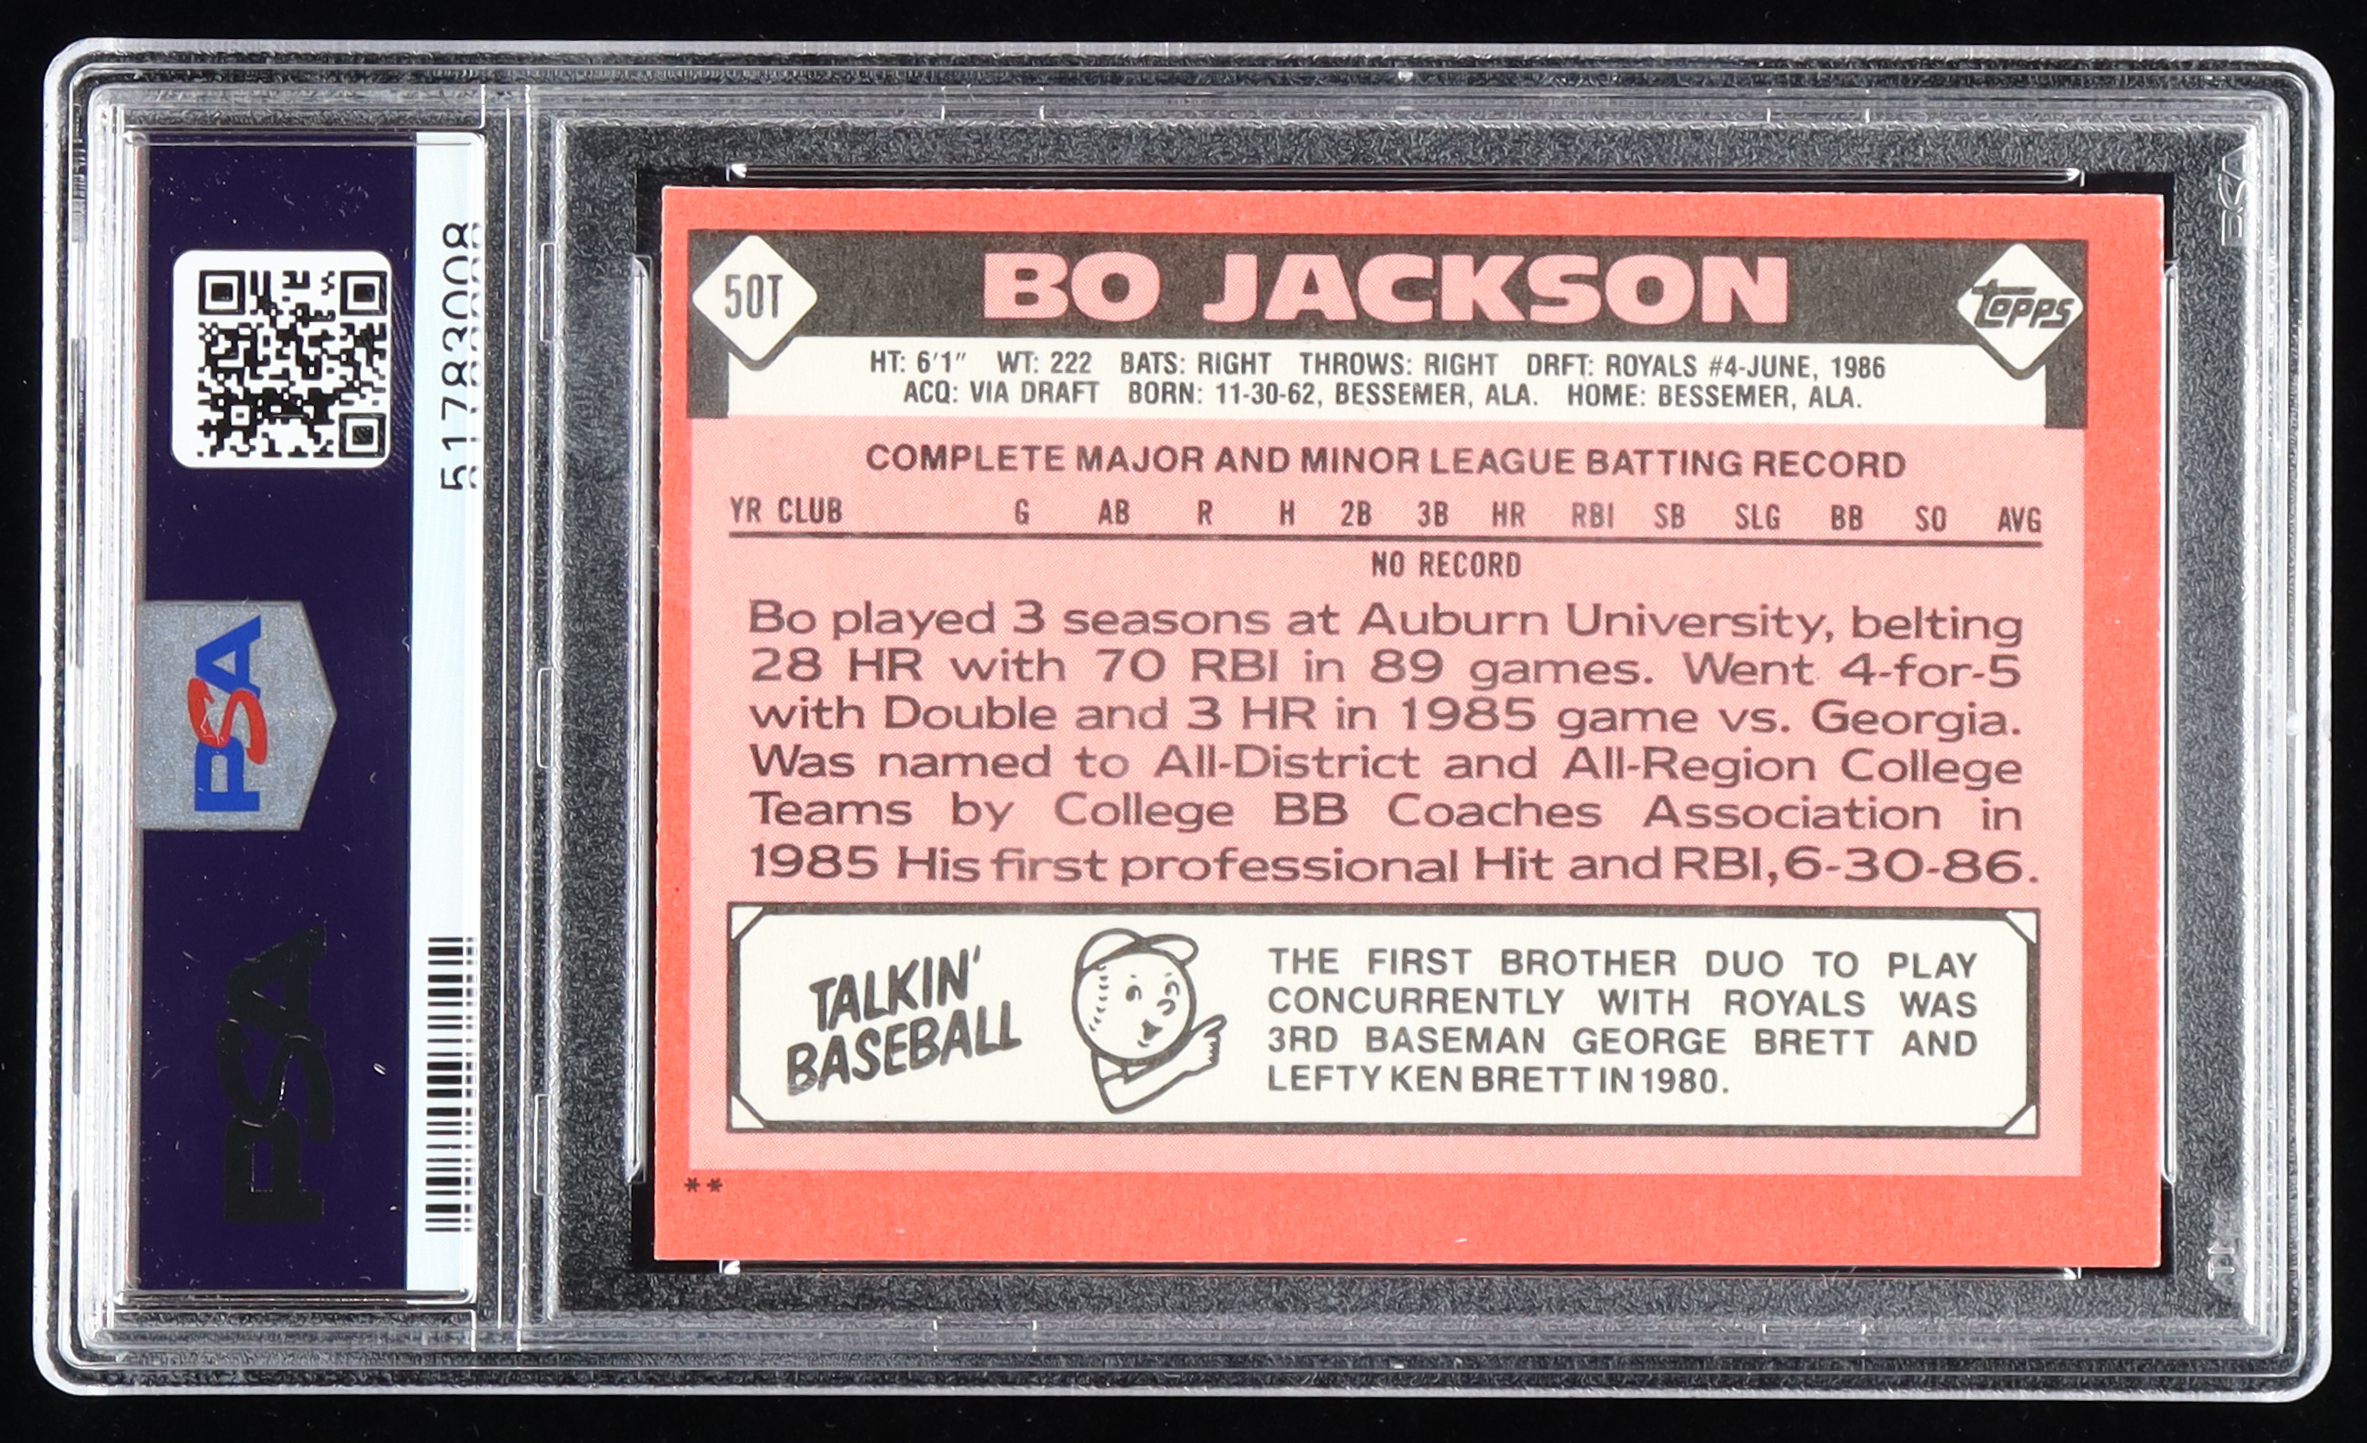 51783008
PSA
PSA
50T
BO JACKSON
topps
HT: 6'1" WT: 222 BATS: RIGHT THROWS: RIGHT DRFT: ROYALS #4-JUNE, 1986
ACQ: VIA DRAFT BORN: 11-30-62, BESSEMER, ALA. HOME: BESSEMER, ALA.
COMPLETE MAJOR AND MINOR LEAGUE BATTING RECORD
YR CLUB G AB R H 2B 3B HR RBI SB SLG BB SO AVG
NO RECORD
Bo played 3 seasons at Auburn University, belting
28 HR with 70 RBI in 89 games. Went 4-for-5
with Double and 3 HR in 1985 game vs. Georgia.
Was named to All-District and All-Region College
Teams by College BB Coaches Association in
1985 His first professional Hit and RBI, 6-30-86.
TALKIN'
BASEBALL
THE FIRST BROTHER DUO TO PLAY
CONCURRENTLY WITH ROYALS WAS
3RD BASEMAN GEORGE BRETT AND
LEFTY KEN BRETT IN 1980.
**
PSA